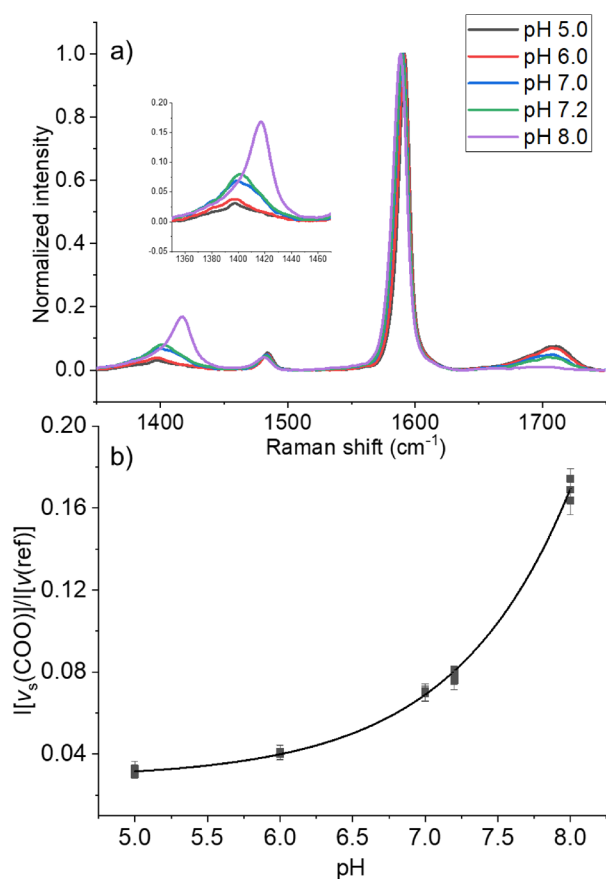 a)
pH 5.0
pH 6.0
pH 7.0
pH 7.2
pH 8.0
Normalized intensity
1.0
0.8
0.6
0.4
0.2
0.0
0.20
0.15
0.10
0.05
0.00
-0.05
1360 1380 1400 1420 1440 1460
1400 1500 1600 1700
Raman shift (cm⁻¹)
b)
I[νₛ(COO)]/I[ν(ref)]
0.20
0.16
0.12
0.08
0.04
5.0 5.5 6.0 6.5 7.0 7.5 8.0
pH